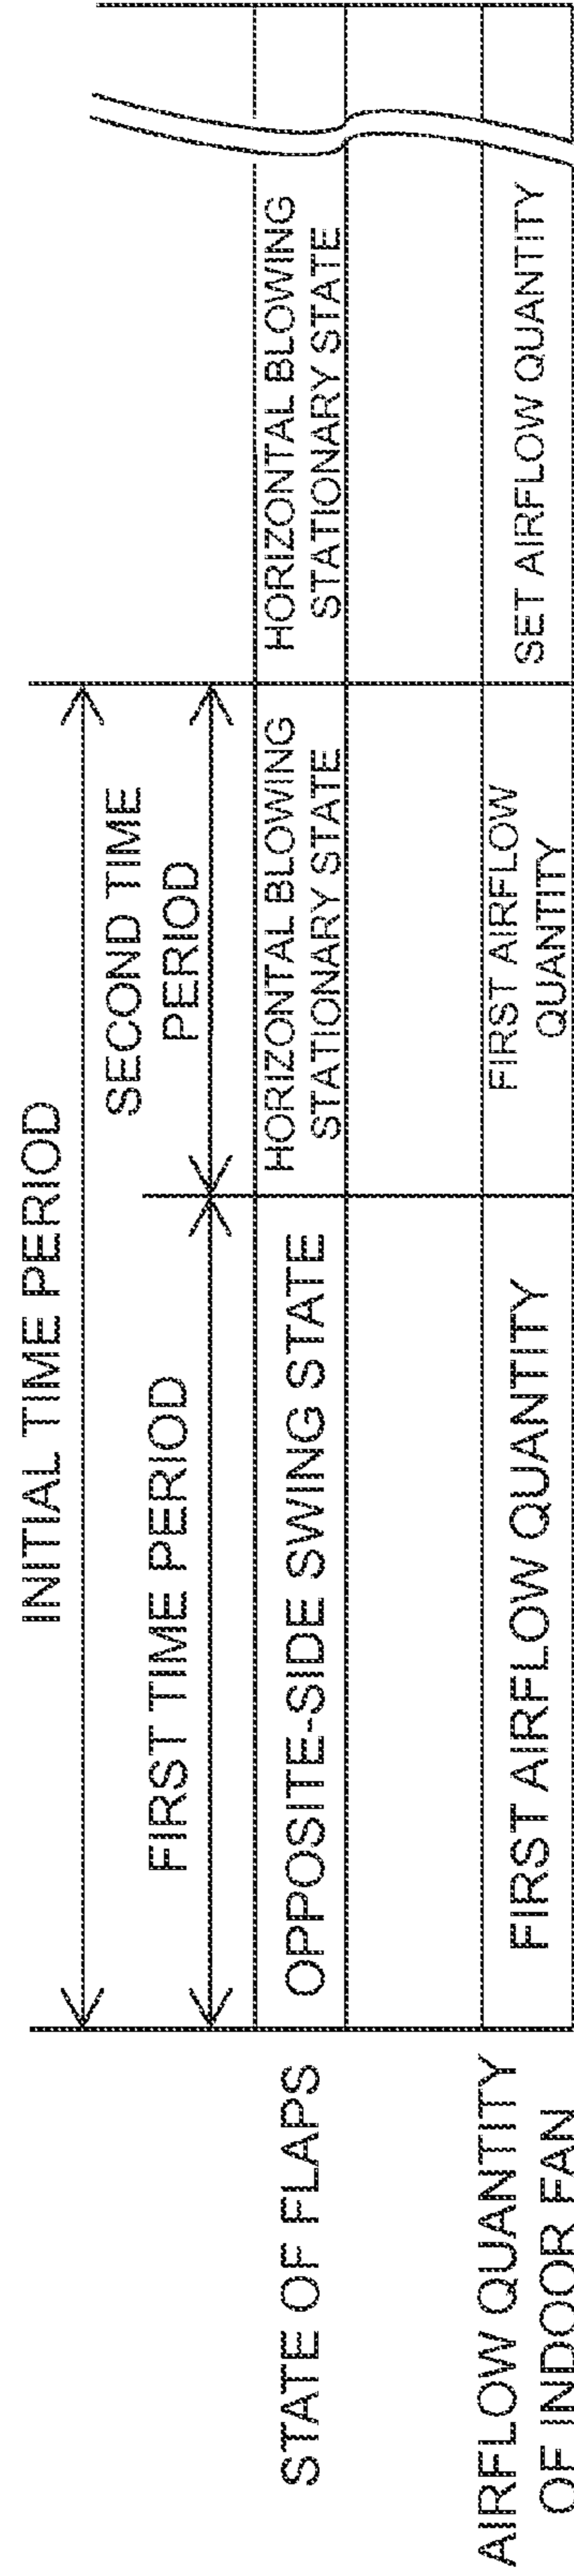 INITIAL TIME PERIOD
FIRST TIME PERIOD
SECOND TIME
PERIOD
STATE OF FLAPS
OPPOSITE-SIDE SWING STATE
HORIZONTAL BLOWING
STATIONARY STATE
HORIZONTAL BLOWING
STATIONARY STATE
AIRFLOW QUANTITY
OF INDOOR FAN
FIRST AIRFLOW QUANTITY
FIRST AIRFLOW
QUANTITY
SET AIRFLOW QUANTITY